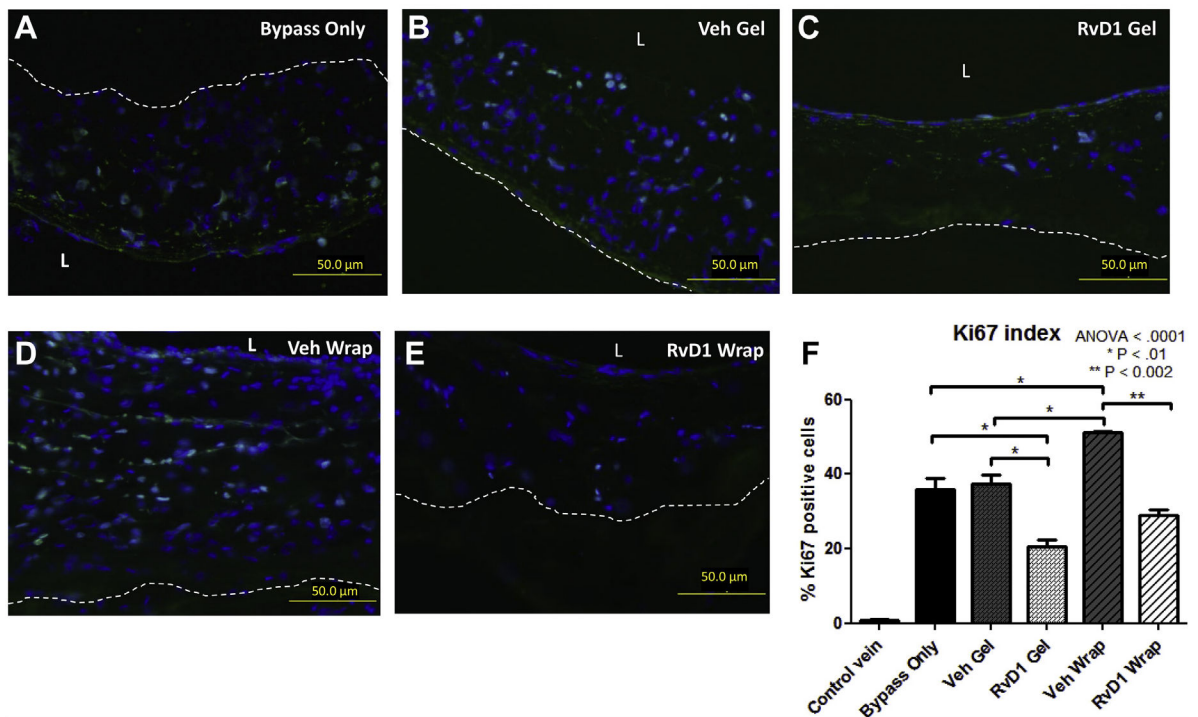 A
Bypass Only
L
50.0 µm
B
Veh Gel
L
50.0 µm
C
RvD1 Gel
L
50.0 µm
D
Veh Wrap
L
50.0 µm
E
RvD1 Wrap
L
50.0 µm
F
Ki67 index
ANOVA < .0001
* P < .01
** P < 0.002
% Ki67 positive cells
60
40
20
0
*
*
**
*
*
Control vein
Bypass Only
Veh Gel
RvD1 Gel
Veh Wrap
RvD1 Wrap